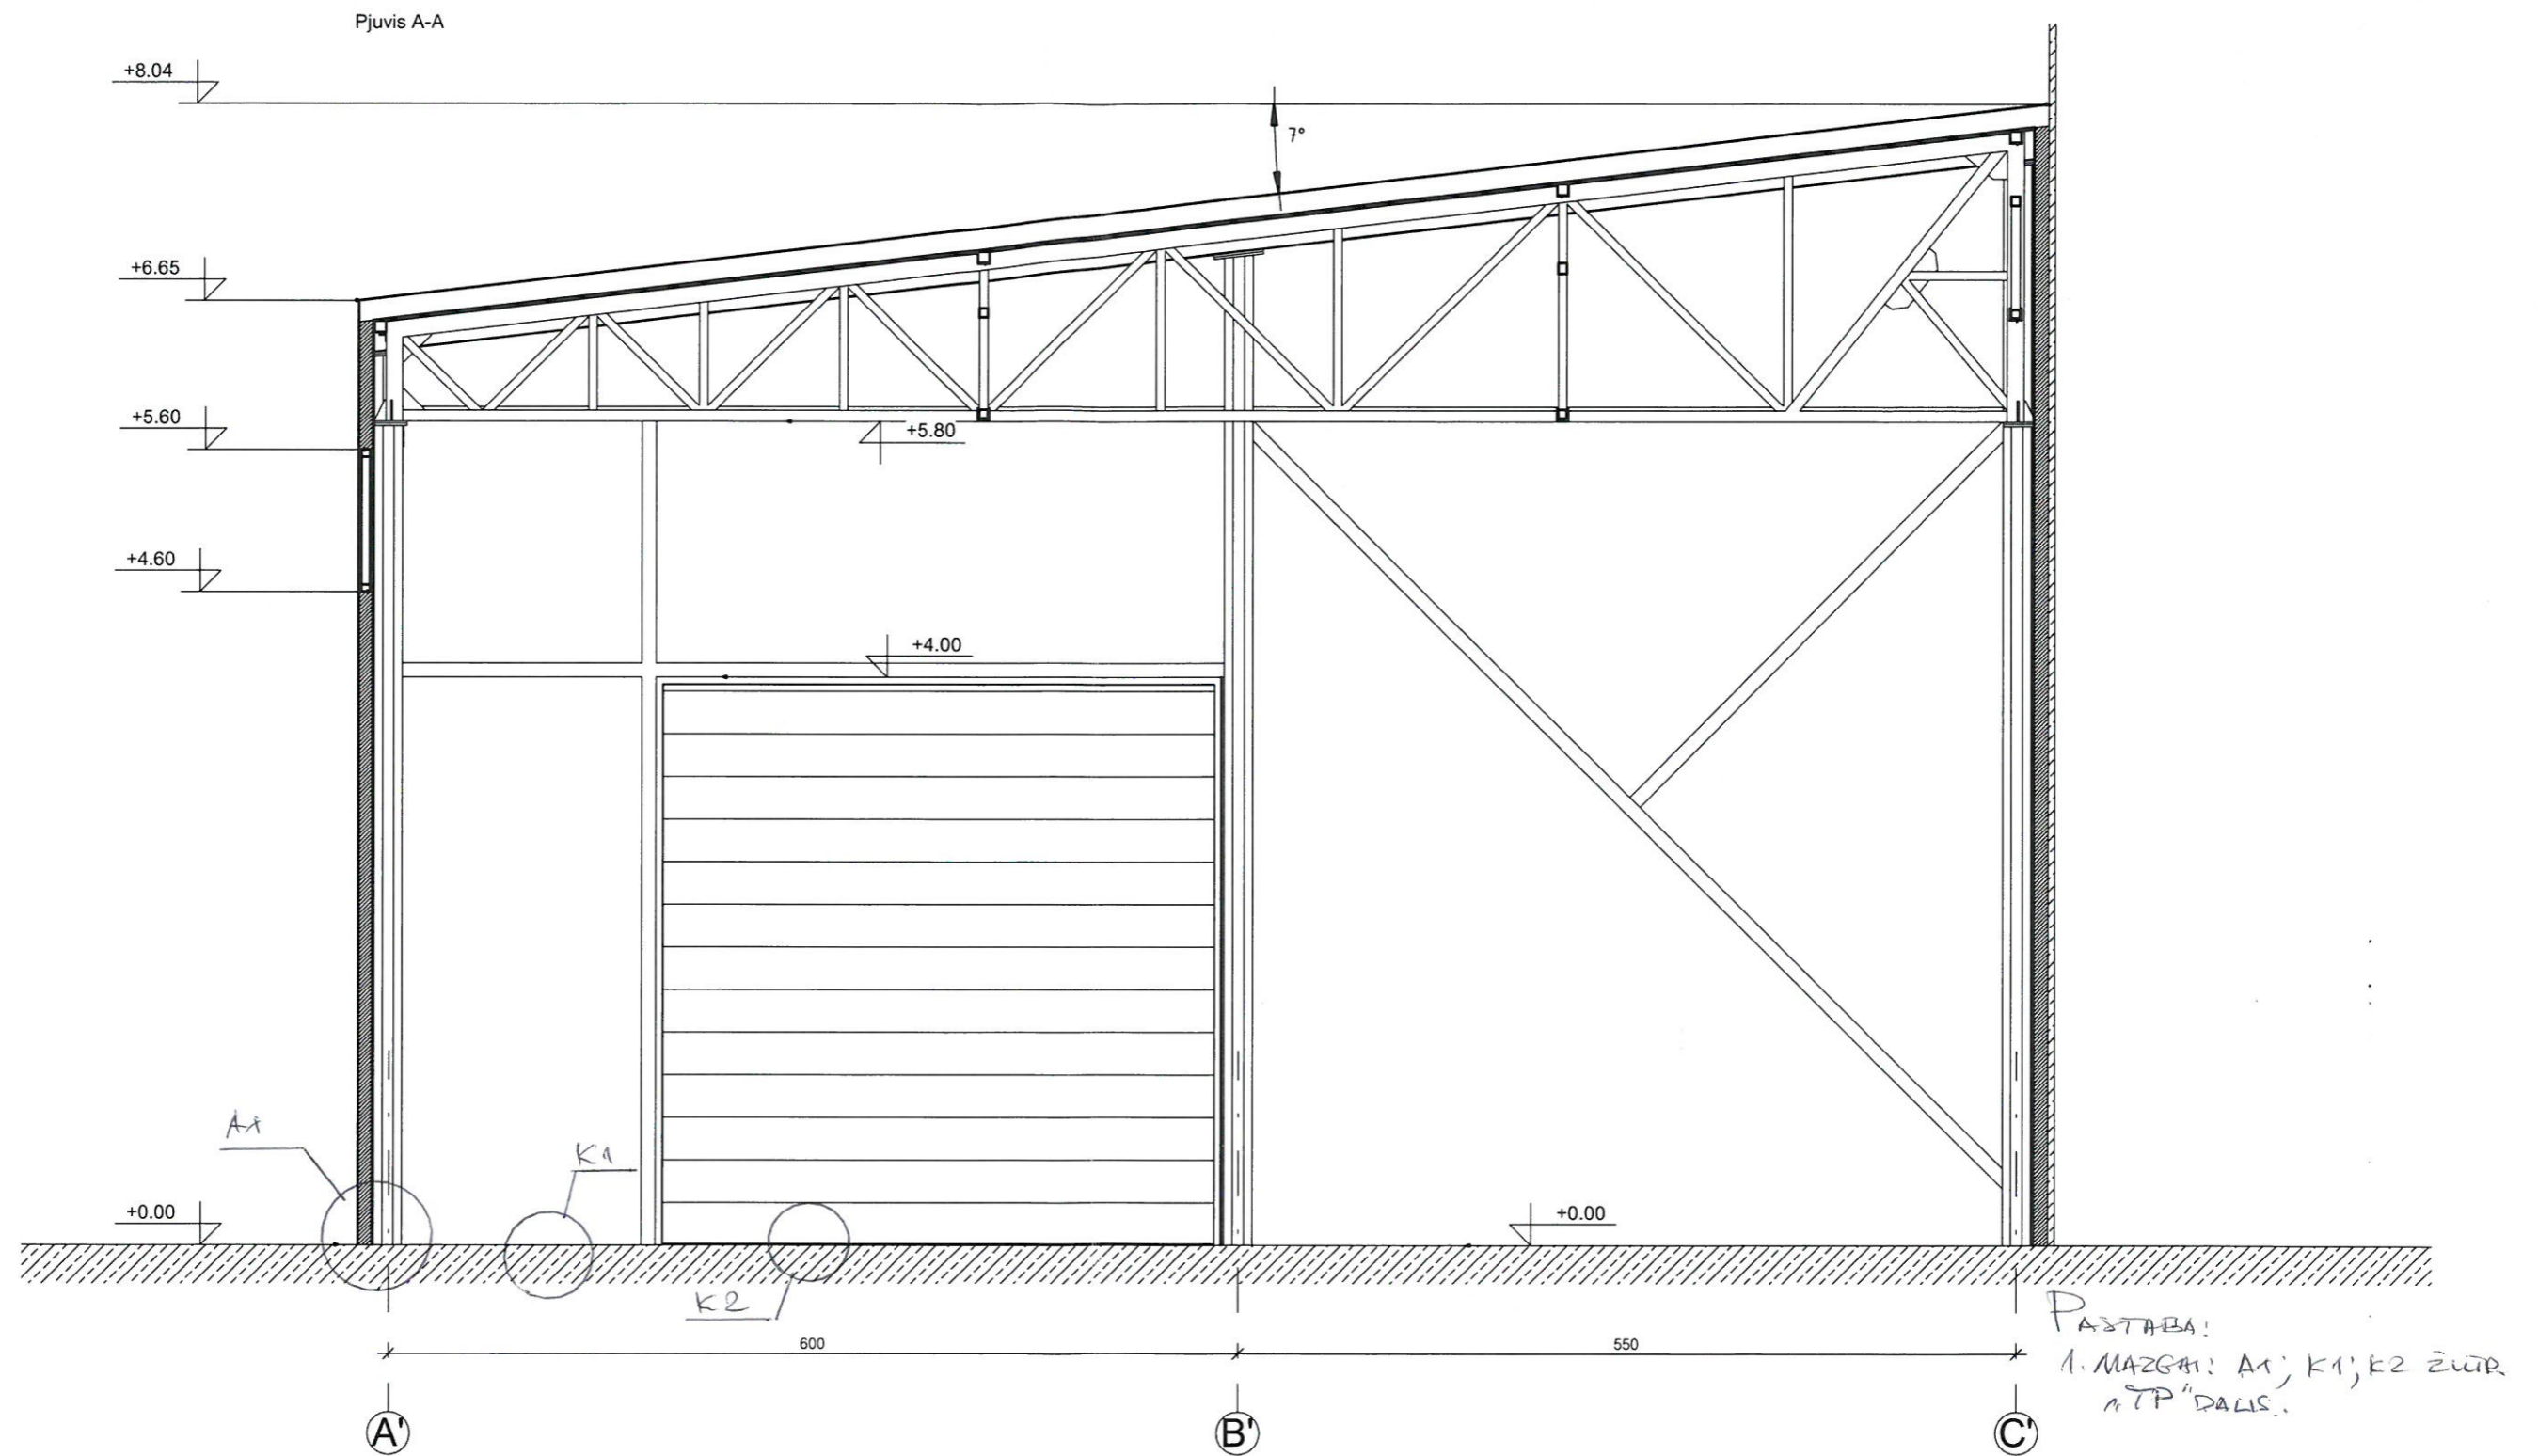 Pjuvis A-A
+8.04
7°
+6.65
+5.60
+5.80
+4.60
+4.00
A1
K1
+0.00
+0.00
K2
600
550
PASTABA:
1. MAZGAI: A1; K1; K2 ŽIŪR.
„TP" DALIS.
A'
B'
C'